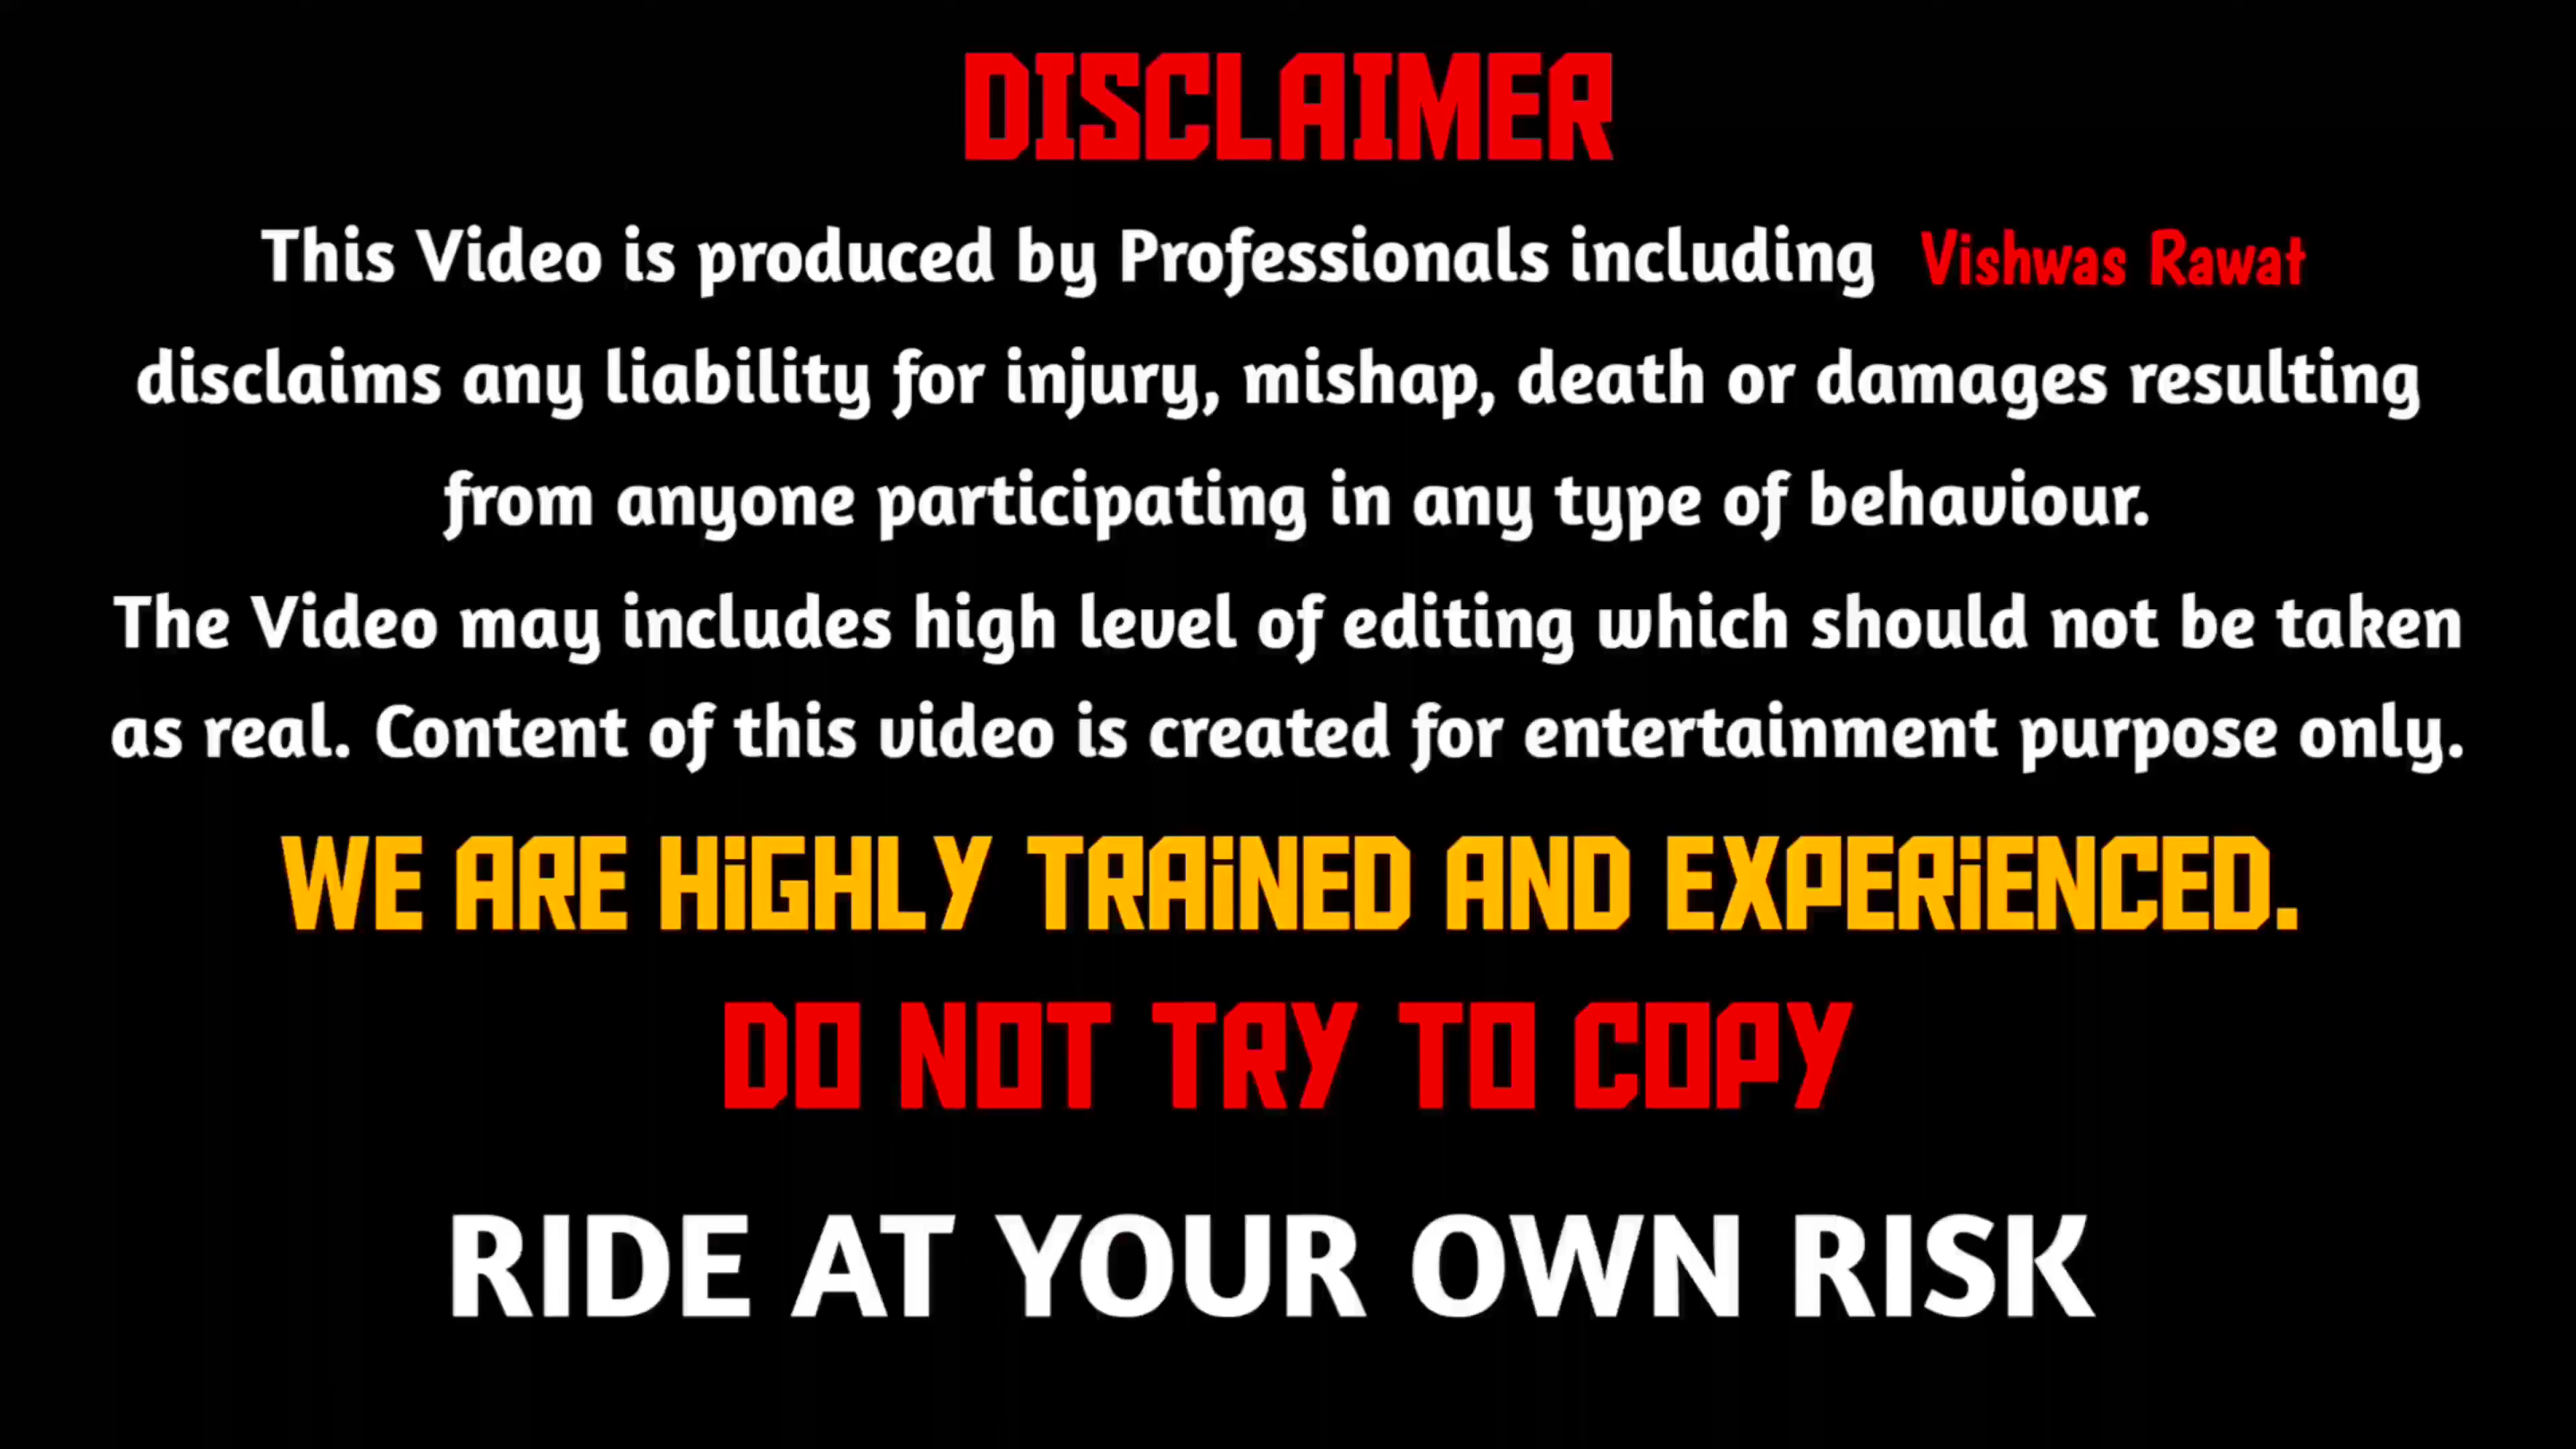 DISCLAIMER
This Video is produced by Professionals including Vishwas Rawat
disclaims any liability for injury, mishap, death or damages resulting
from anyone participating in any type of behaviour.
The Video may includes high level of editing which should not be taken
as real. Content of this video is created for entertainment purpose only.
WE ARE HiGHLY TRAiNED AND EXPERiENCED.
DO NOT TRY TO COPY
RIDE AT YOUR OWN RISK